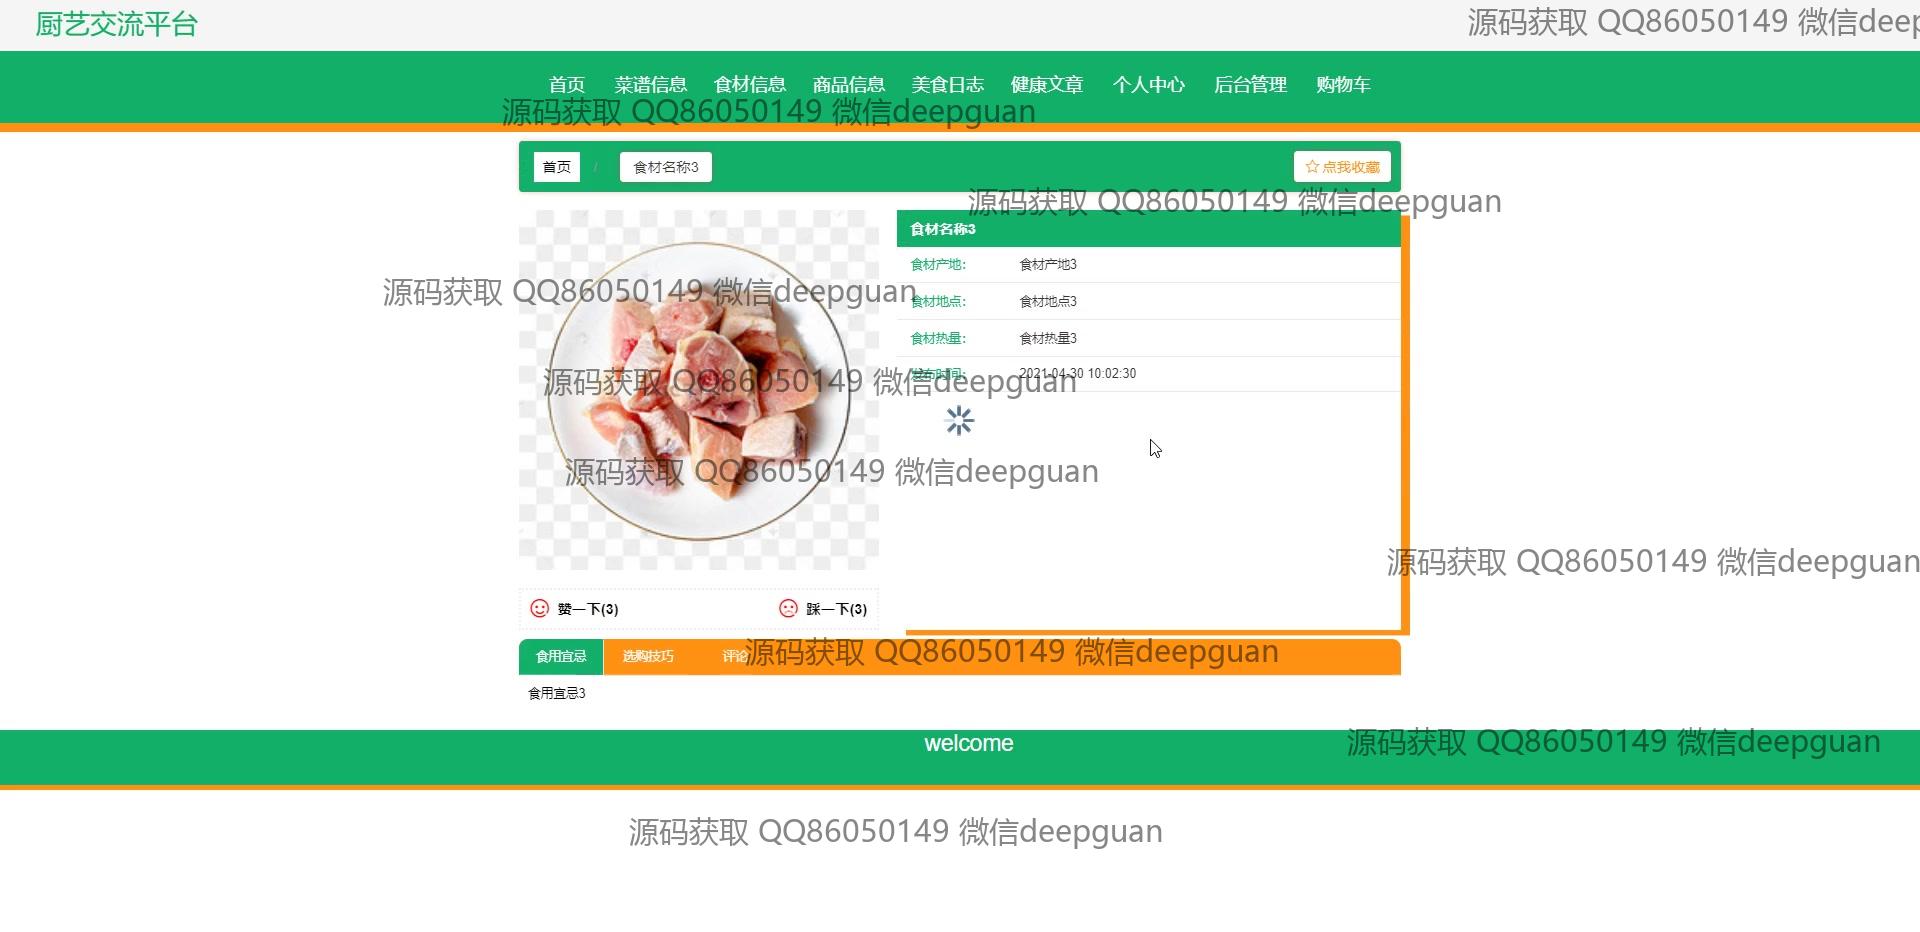 厨艺交流平台
源码获取 QQ86050149 微信deep
首页 菜谱信息 食材信息 商品信息 美食日志 健康文章 个人中心 后台管理 购物车
源码获取 QQ86050149 微信deepguan
首页 / 食材名称3 ☆点我收藏
源码获取 QQ86050149 微信deepguan
食材名称3
食材产地: 食材产地3
源码获取 QQ86050149 微信deepguan
食材地点: 食材地点3
食材热量: 食材热量3
发布时间: 2021-04-30 10:02:30
源码获取 QQ86050149 微信deepguan
源码获取 QQ86050149 微信deepguan
源码获取 QQ86050149 微信deepguan
赞一下(3) 踩一下(3)
食用宜忌 选购技巧 评论
源码获取 QQ86050149 微信deepguan
食用宜忌3
welcome
源码获取 QQ86050149 微信deepguan
源码获取 QQ86050149 微信deepguan